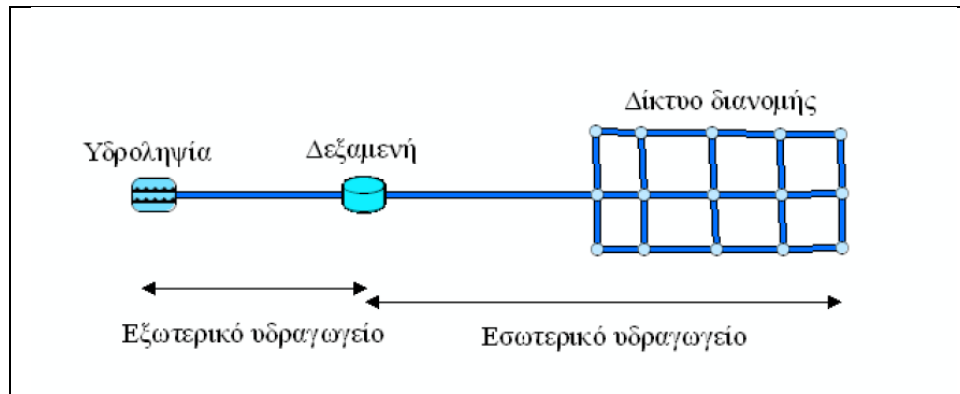 Δίκτυο διανομής
Υδροληψία
Δεξαμενή
Εξωτερικό υδραγωγείο
Εσωτερικό υδραγωγείο